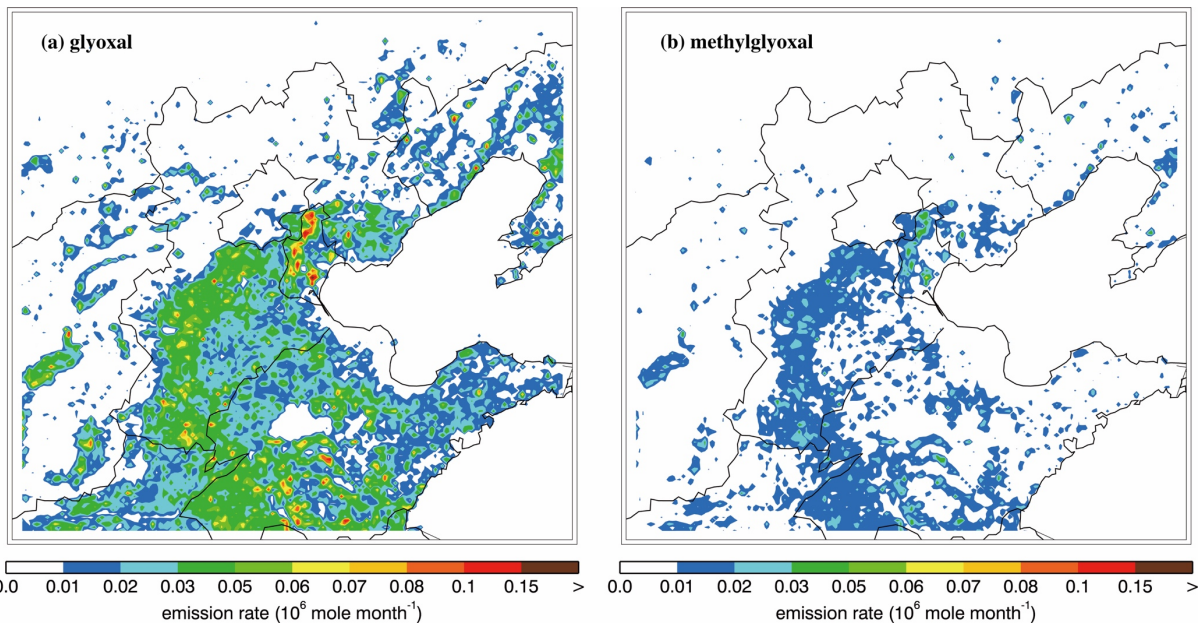 (a) glyoxal
(b) methylglyoxal
0.0 0.01 0.02 0.03 0.05 0.06 0.07 0.08 0.1 0.15 >
emission rate (10⁶ mole month⁻¹)
0.0 0.01 0.02 0.03 0.05 0.06 0.07 0.08 0.1 0.15 >
emission rate (10⁶ mole month⁻¹)